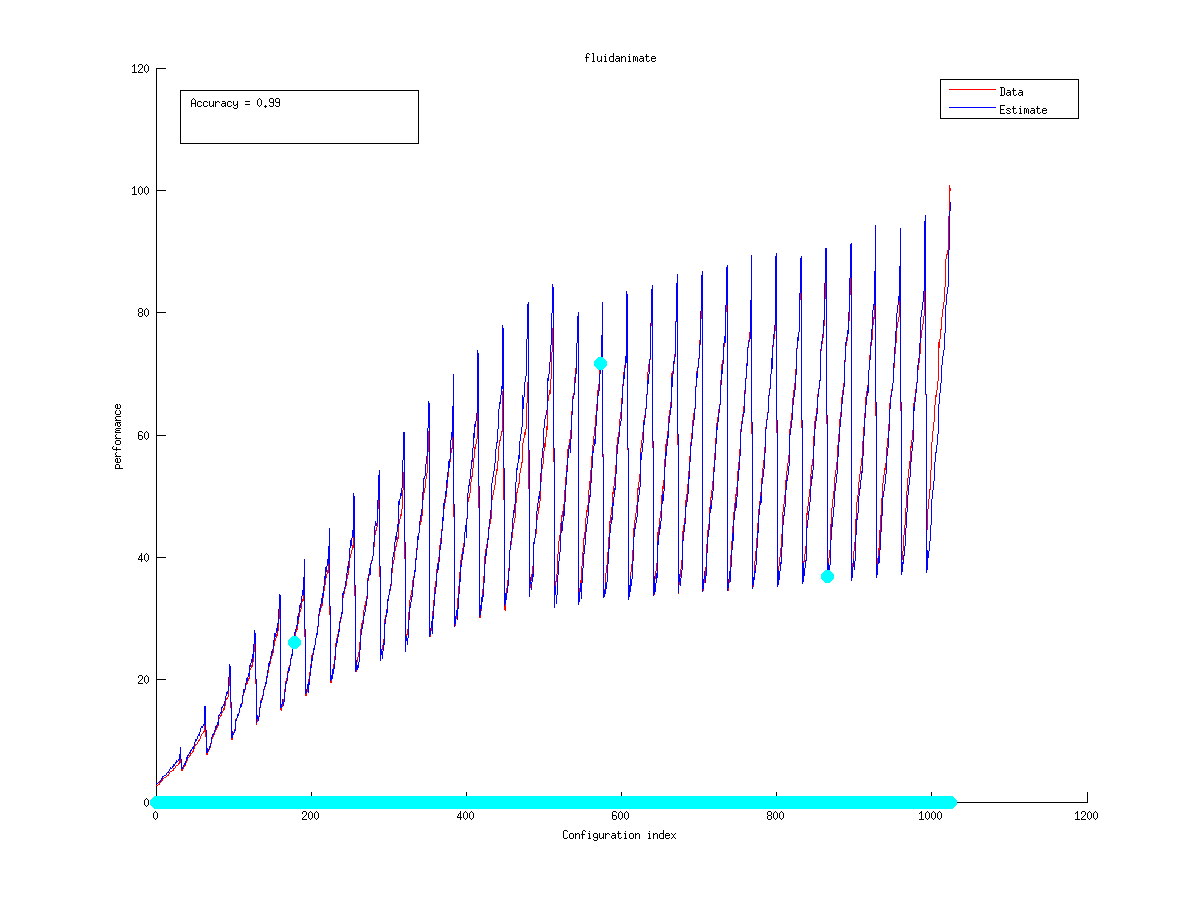 fluidanimate
Accuracy = 0.99
Data
Estimate
120
100
80
60
40
20
0
performance
0 200 400 600 800 1000 1200
Configuration index